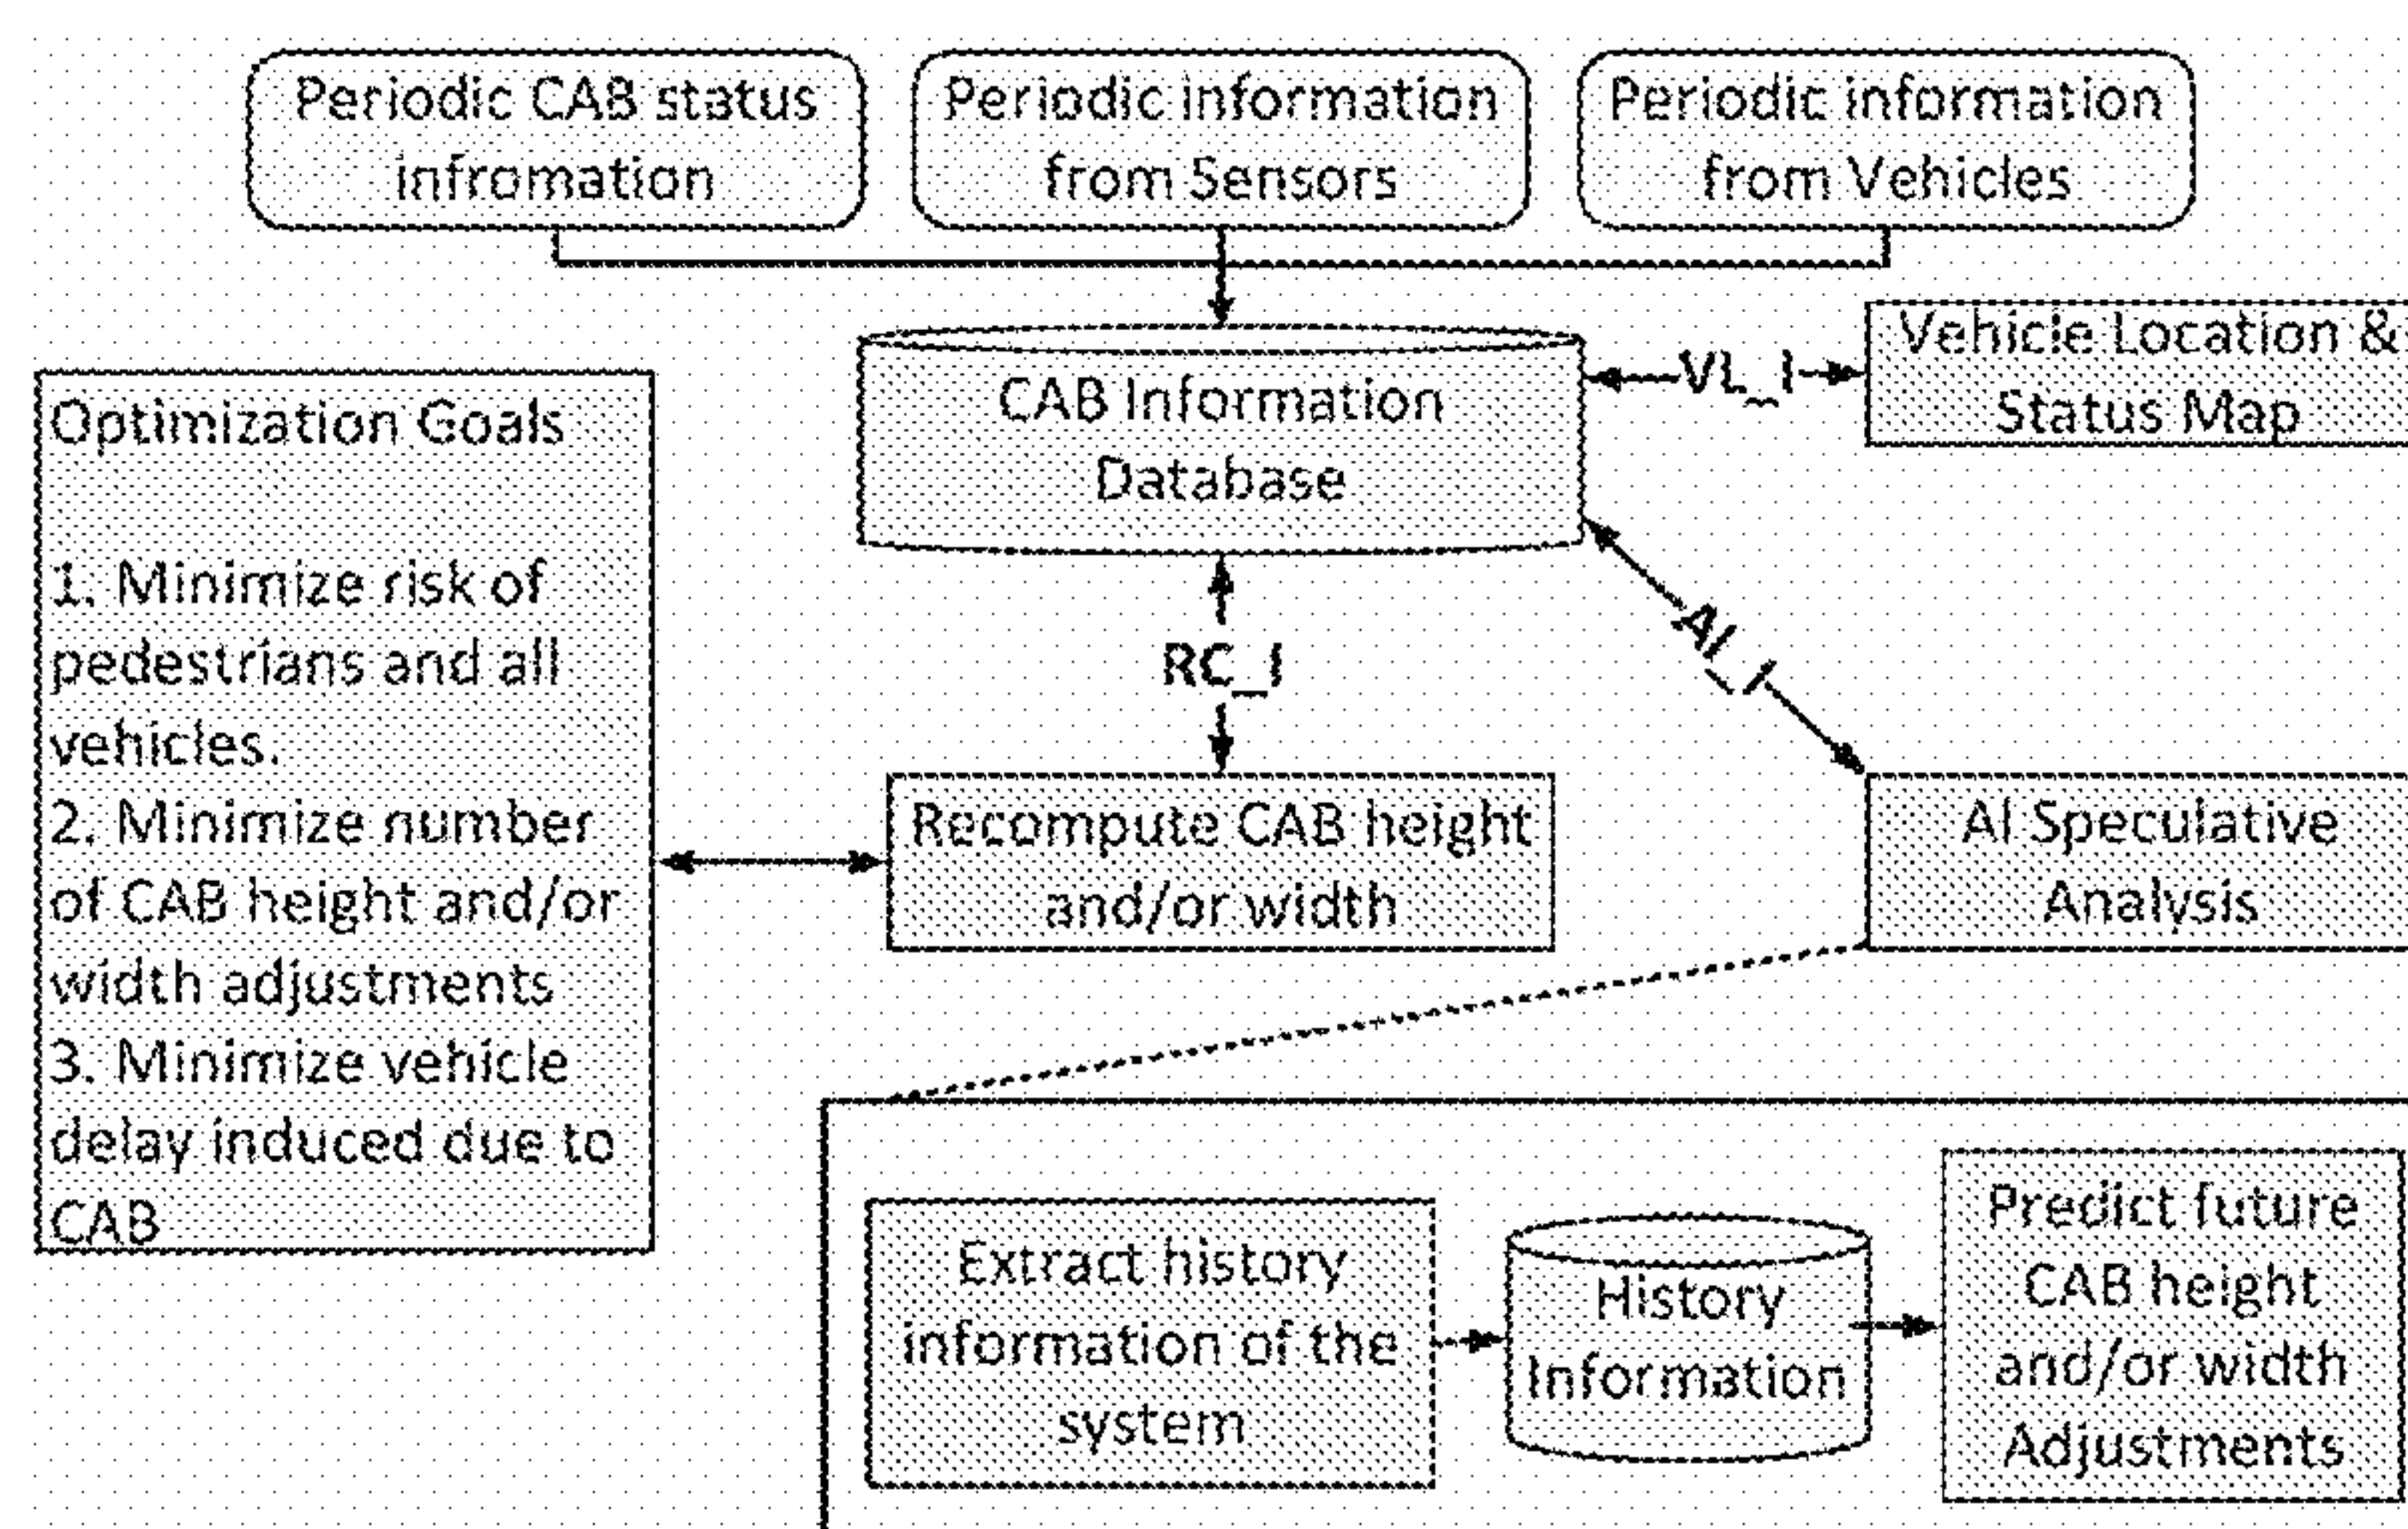 Periodic CAB status
infromation
Periodic information
from Sensors
Periodic information
from Vehicles
Vehicle Location &
Status Map
VL_I
CAB Information
Database
Optimization Goals
1. Minimize risk of
pedestrians and all
vehicles.
2. Minimize number
of CAB height and/or
width adjustments
3. Minimize vehicle
delay induced due to
CAB
RC_I
AI_I
Recompute CAB height
and/or width
AI Speculative
Analysis
Extract history
information of the
system
History
Information
Predict future
CAB height
and/or width
Adjustments